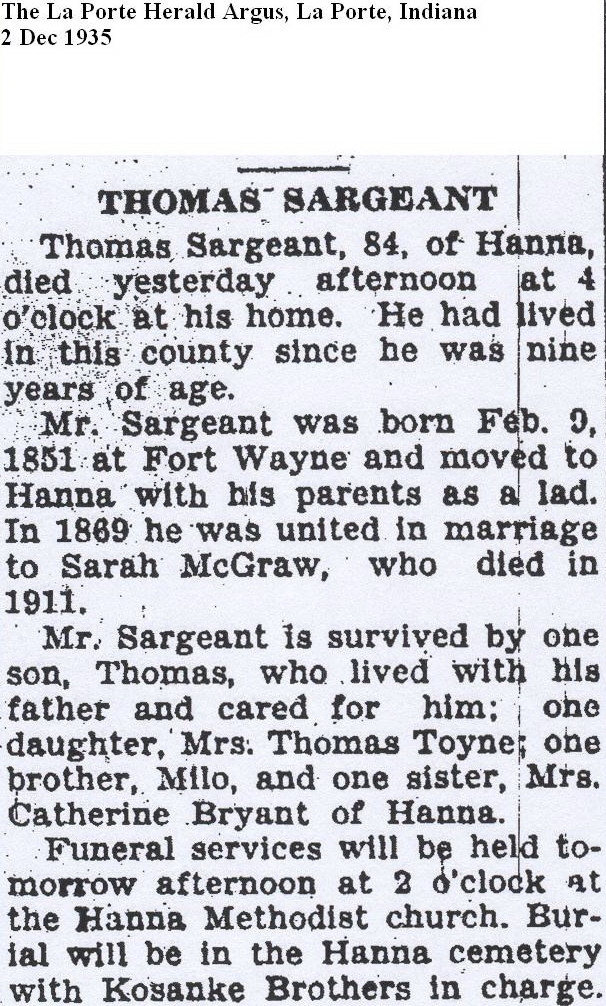 The La Porte Herald Argus, La Porte, Indiana
2 Dec 1935
THOMAS SARGEANT
Thomas Sargeant, 84, of Hanna,
died yesterday afternoon at 4
o'clock at his home. He had lived
in this county since he was nine
years of age.
Mr. Sargeant was born Feb. 9,
1851 at Fort Wayne and moved to
Hanna with his parents as a lad.
In 1869 he was united in marriage
to Sarah McGraw, who died in
1911.
Mr. Sargeant is survived by one
son, Thomas, who lived with his
father and cared for him; one
daughter, Mrs. Thomas Toyne; one
brother, Milo, and one sister, Mrs.
Catherine Bryant of Hanna.
Funeral services will be held to-
morrow afternoon at 2 o'clock at
the Hanna Methodist church. Bur-
ial will be in the Hanna cemetery
with Kosanke Brothers in charge.